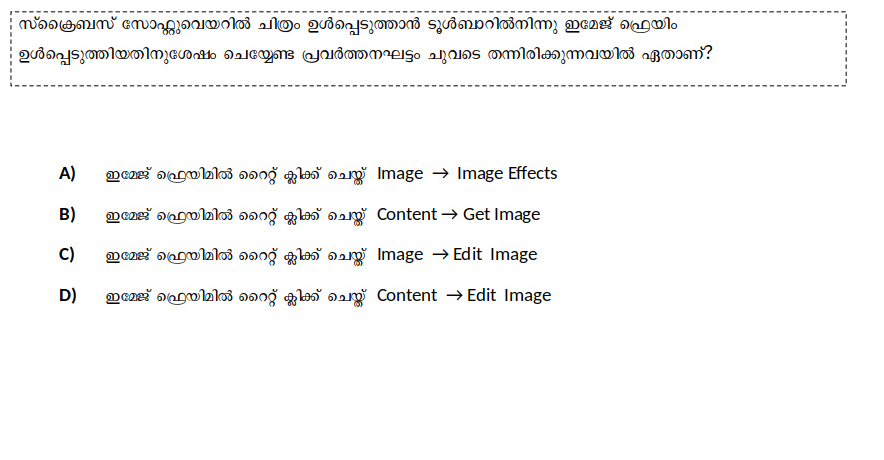 സ്ക്രൈബസ് സോഫ്റ്റുവെയറിൽ ചിത്രം ഉൾപ്പെടുത്താൻ ടൂൾബാറിൽനിന്നു ഇമേജ് ഫ്രെയിം
ഉൾപ്പെടുത്തിയതിനുശേഷം ചെയ്യേണ്ട പ്രവർത്തനഘട്ടം ചുവടെ തന്നിരിക്കുന്നവയിൽ ഏതാണ്?
A) ഇമേജ് ഫ്രെയിമിൽ റൈറ്റ് ക്ലിക്ക് ചെയ്ത് Image → Image Effects
B) ഇമേജ് ഫ്രെയിമിൽ റൈറ്റ് ക്ലിക്ക് ചെയ്ത് Content → Get Image
C) ഇമേജ് ഫ്രെയിമിൽ റൈറ്റ് ക്ലിക്ക് ചെയ്ത് Image → Edit Image
D) ഇമേജ് ഫ്രെയിമിൽ റൈറ്റ് ക്ലിക്ക് ചെയ്ത് Content → Edit Image